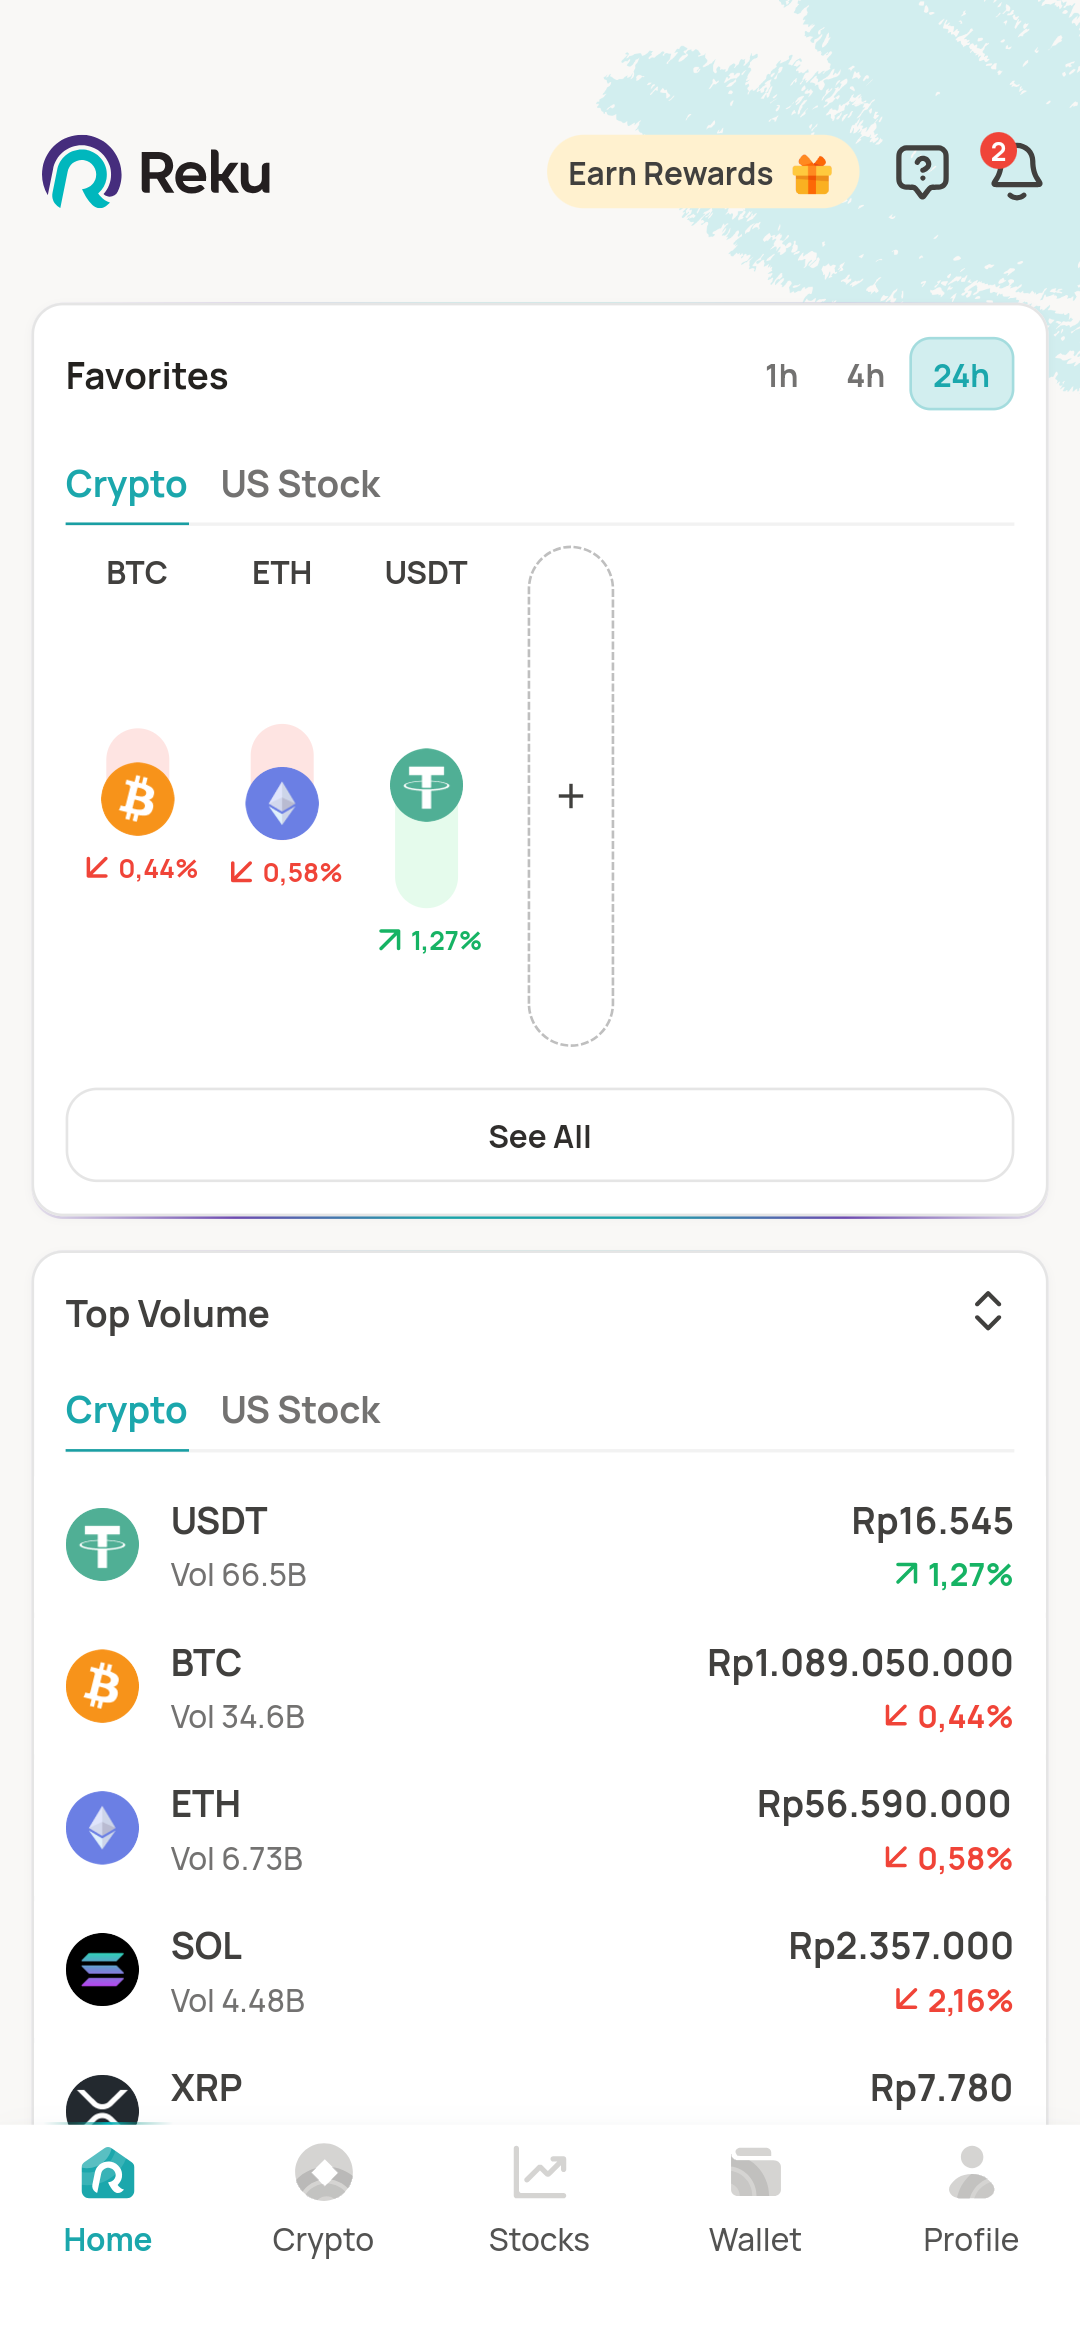 Reku
Earn Rewards
2
Favorites
1h 4h 24h
Crypto US Stock
BTC ETH USDT
0,44% 0,58%
1,27%
See All
Top Volume
Crypto US Stock
USDT Rp16.545
Vol 66.5B 1,27%
BTC Rp1.089.050.000
Vol 34.6B 0,44%
ETH Rp56.590.000
Vol 6.73B 0,58%
SOL Rp2.357.000
Vol 4.48B 2,16%
XRP Rp7.780
Home Crypto Stocks Wallet Profile